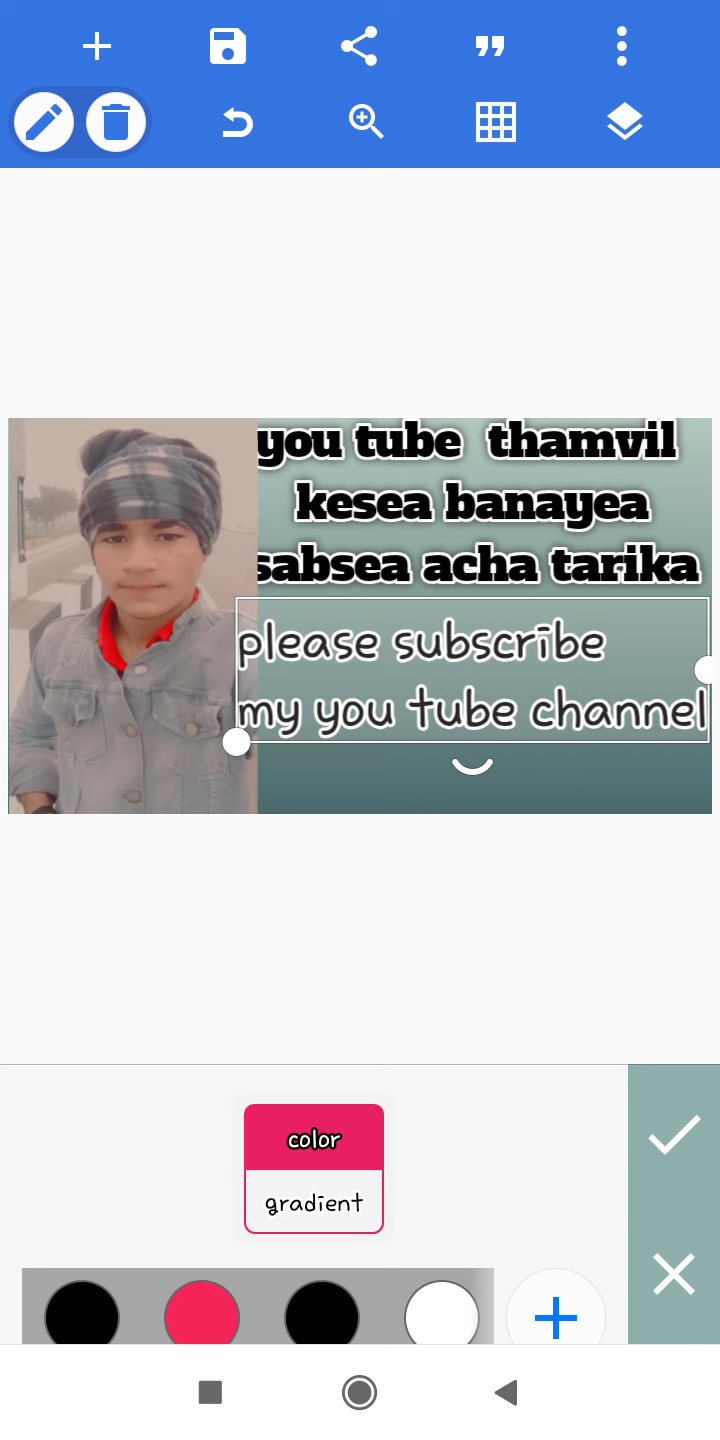 you tube thamvil
kesea banayea
sabsea acha tarika
please subscribe
my you tube channel
color
gradient